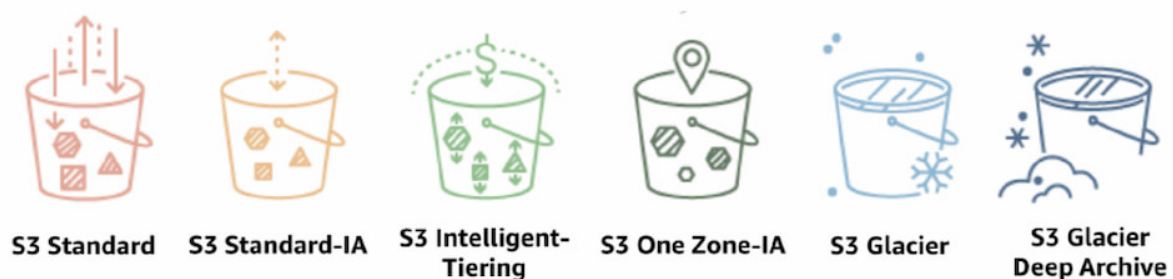 $
S3 Standard
S3 Standard-IA
S3 Intelligent-
Tiering
S3 One Zone-IA
S3 Glacier
S3 Glacier
Deep Archive